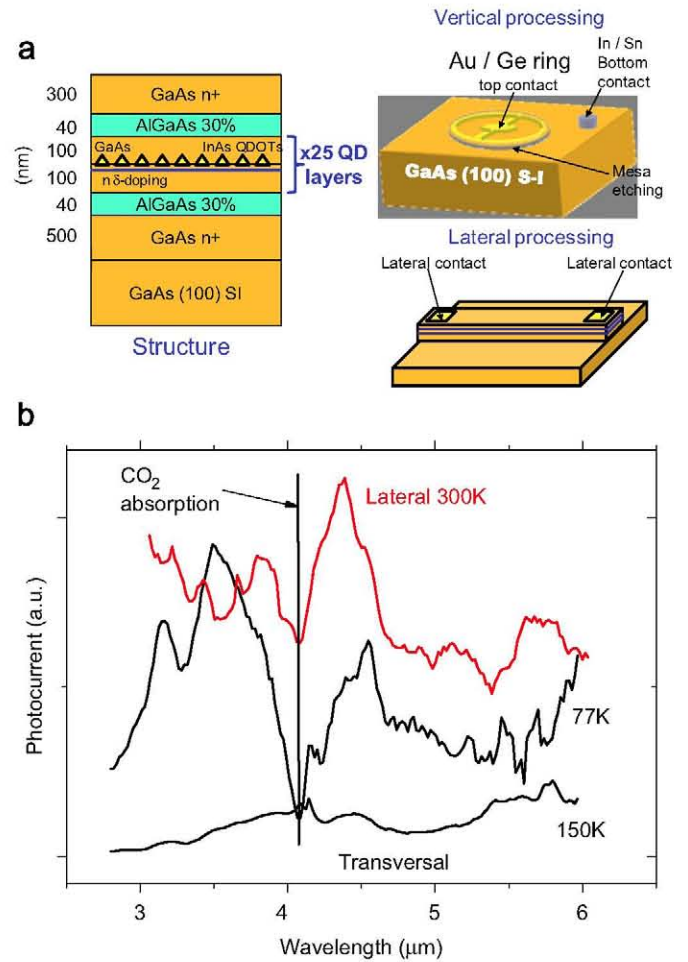 a
300
40
100
100
40
500
(nm)
GaAs n+
AlGaAs 30%
GaAs
InAs QDOTs
n δ-doping
AlGaAs 30%
GaAs n+
GaAs (100) SI
x25 QD
layers
Structure
Vertical processing
Au / Ge ring
top contact
In / Sn
Bottom
contact
Mesa
etching
GaAs (100) S-I
Lateral processing
Lateral contact
Lateral contact
b
CO₂
absorption
Lateral 300K
77K
150K
Transversal
Photocurrent (a.u.)
3
4
5
6
Wavelength (μm)